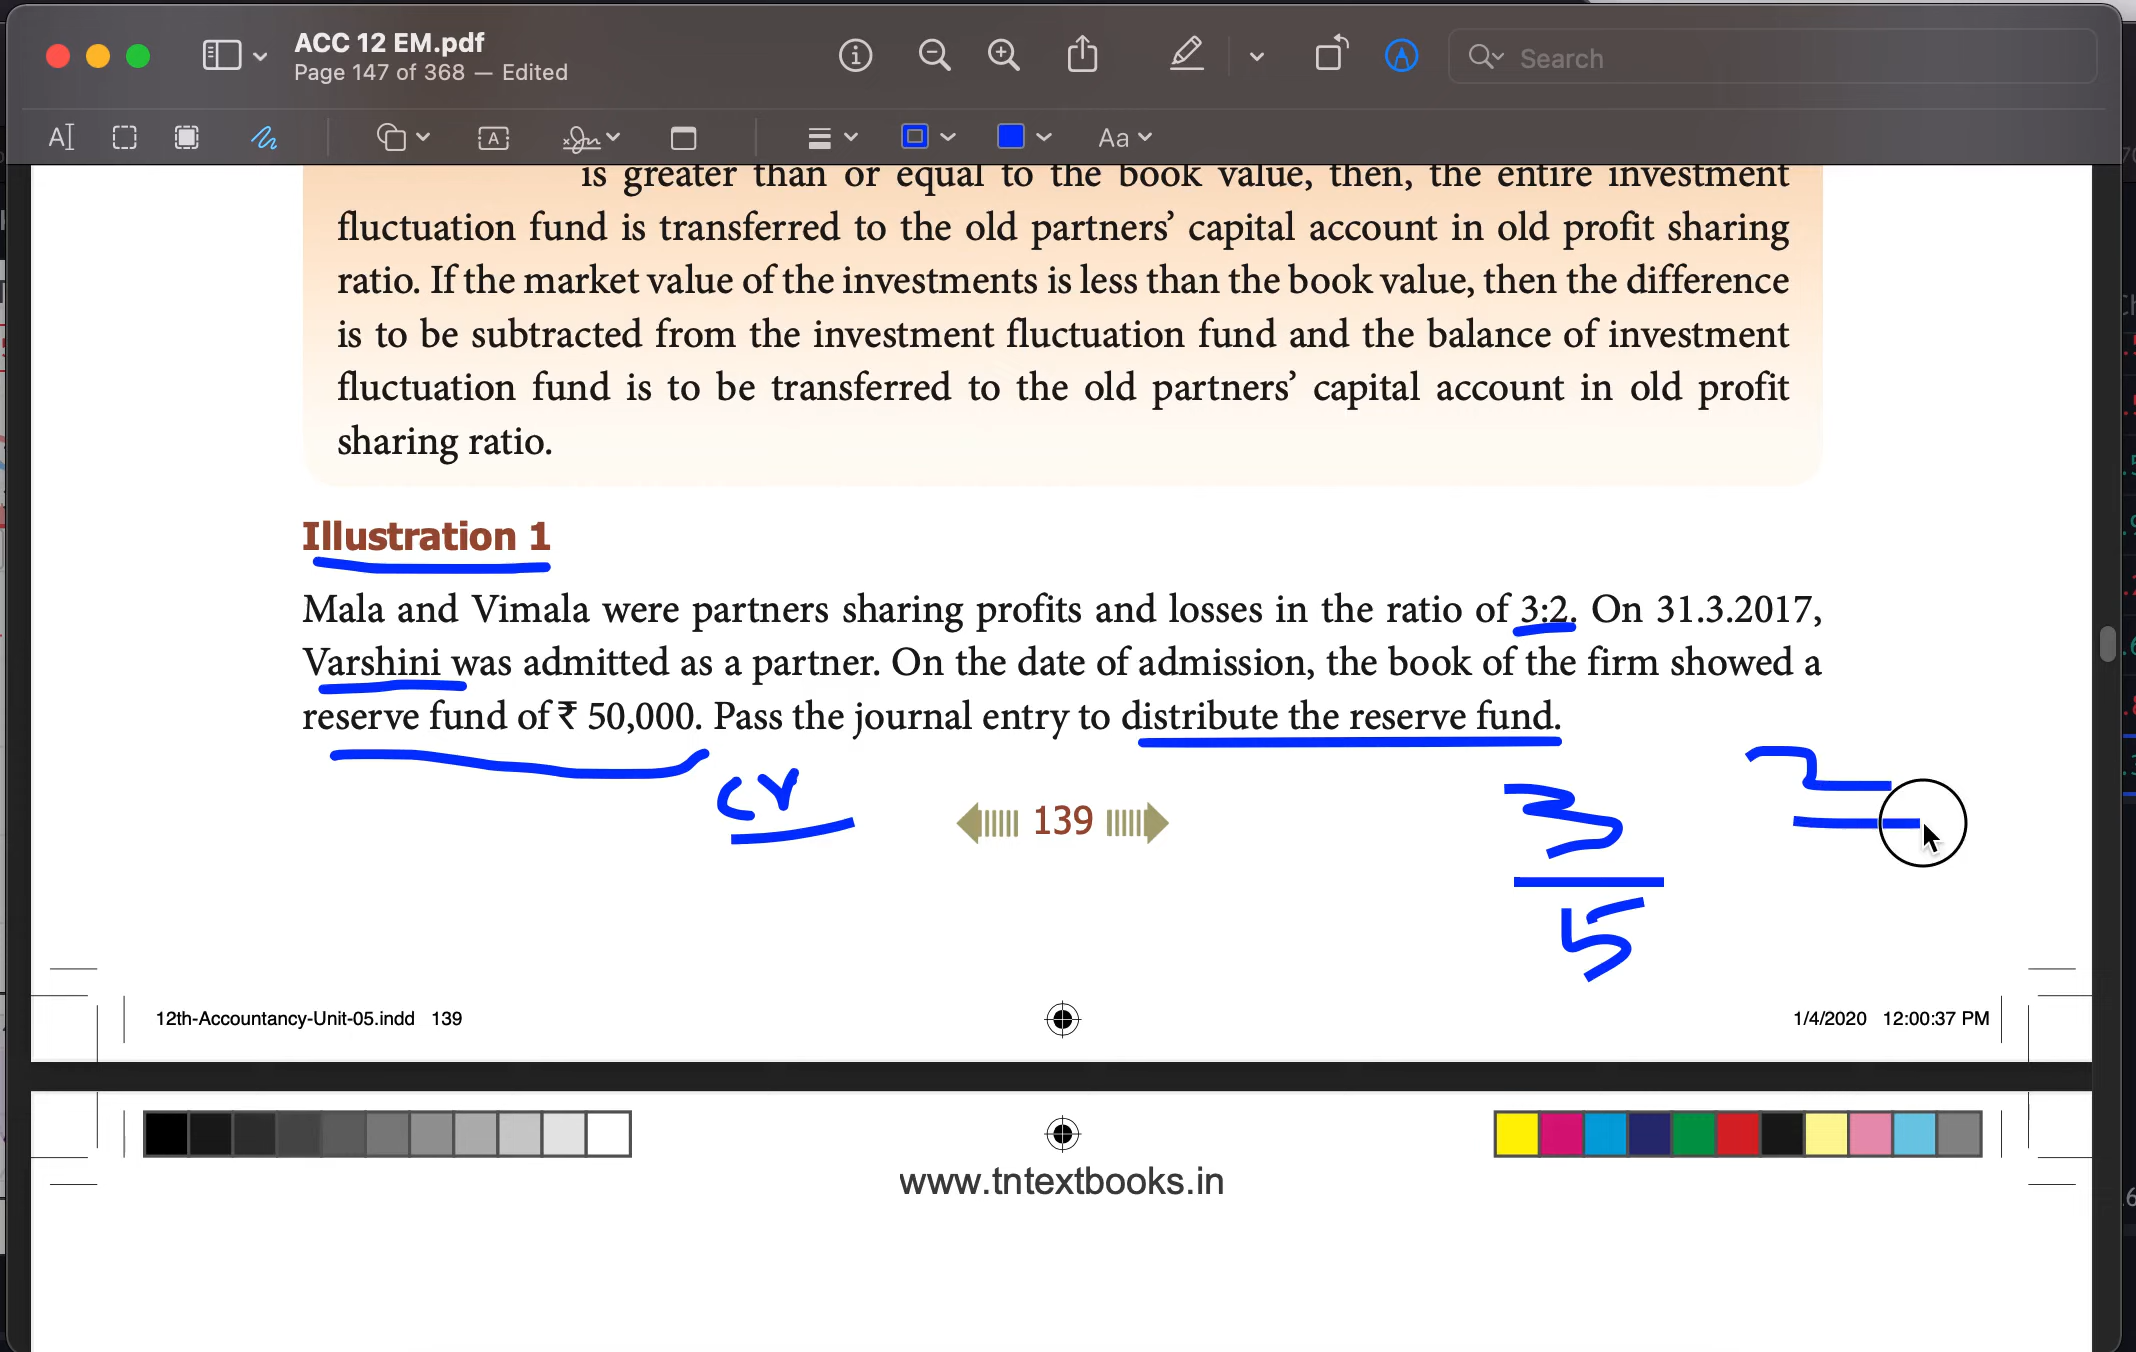 ACC 12 EM.pdf
Page 147 of 368 — Edited
Search
Aa
is greater than or equal to the book value, then, the entire investment
fluctuation fund is transferred to the old partners’ capital account in old profit sharing
ratio. If the market value of the investments is less than the book value, then the difference
is to be subtracted from the investment fluctuation fund and the balance of investment
fluctuation fund is to be transferred to the old partners’ capital account in old profit
sharing ratio.
Illustration 1
Mala and Vimala were partners sharing profits and losses in the ratio of 3:2. On 31.3.2017,
Varshini was admitted as a partner. On the date of admission, the book of the firm showed a
reserve fund of ₹ 50,000. Pass the journal entry to distribute the reserve fund.
cr
139
3
2
5
12th-Accountancy-Unit-05.indd 139
1/4/2020 12:00:37 PM
www.tntextbooks.in